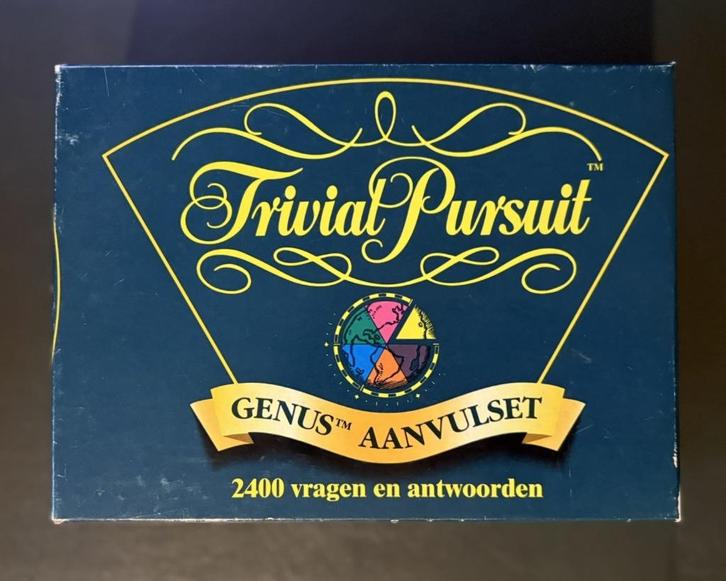 Trivial Pursuit™
GENUS™ AANVULSET
2400 vragen en antwoorden